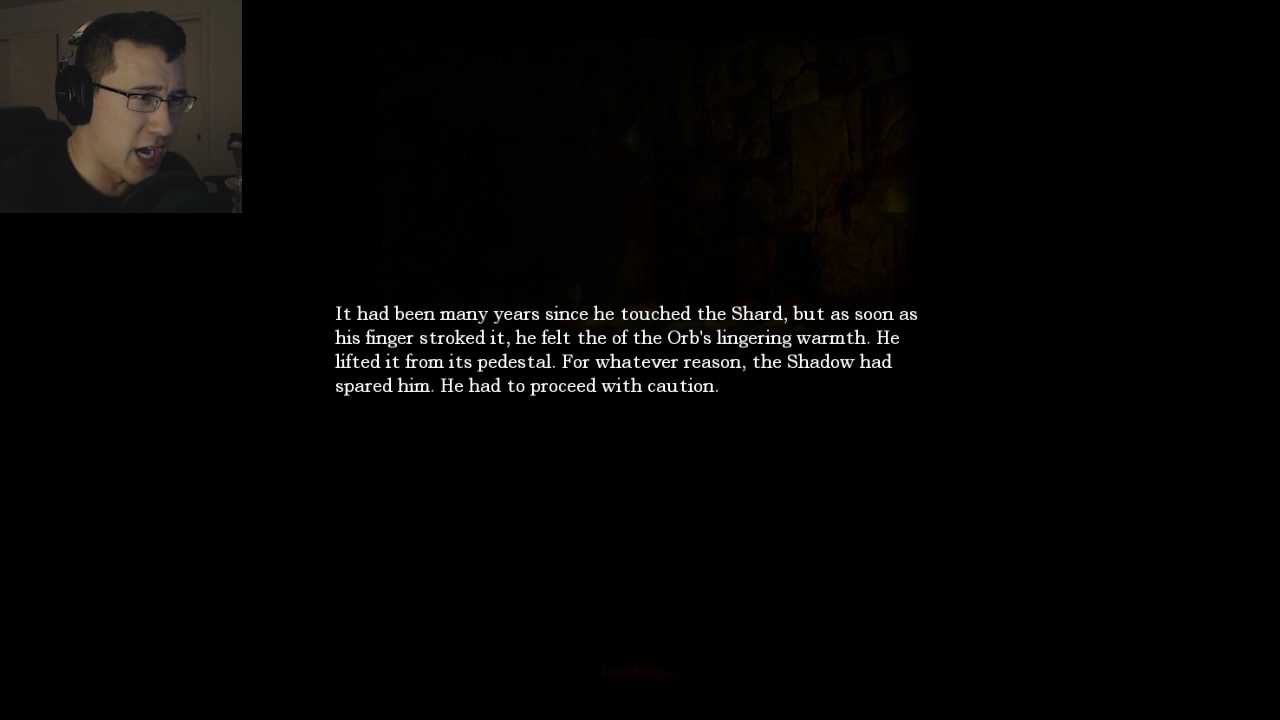 It had been many years since he touched the Shard, but as soon as
his finger stroked it, he felt the of the Orb's lingering warmth. He
lifted it from its pedestal. For whatever reason, the Shadow had
spared him. He had to proceed with caution.
Loading...